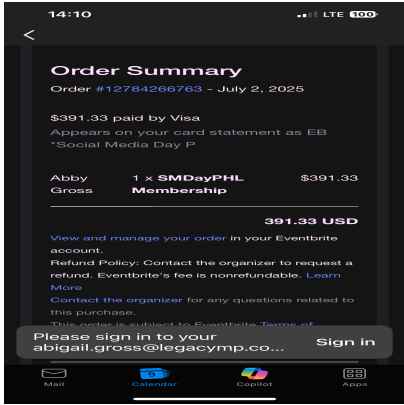 14:10
LTE 100
<
Order Summary
Order #12784266763 - July 2, 2025
$391.33 paid by Visa
Appears on your card statement as EB
*Social Media Day P
Abby 1 x SMDayPHL $391.33
Gross Membership
391.33 USD
View and manage your order in your Eventbrite
account.
Refund Policy: Contact the organizer to request a
refund. Eventbrite's fee is nonrefundable. Learn
More
Contact the organizer for any questions related to
this purchase.
This order is subject to Eventbrite Terms of
Please sign in to your
abigail.gross@legacymp.co... Sign in
9
Mail Calendar Copilot Apps